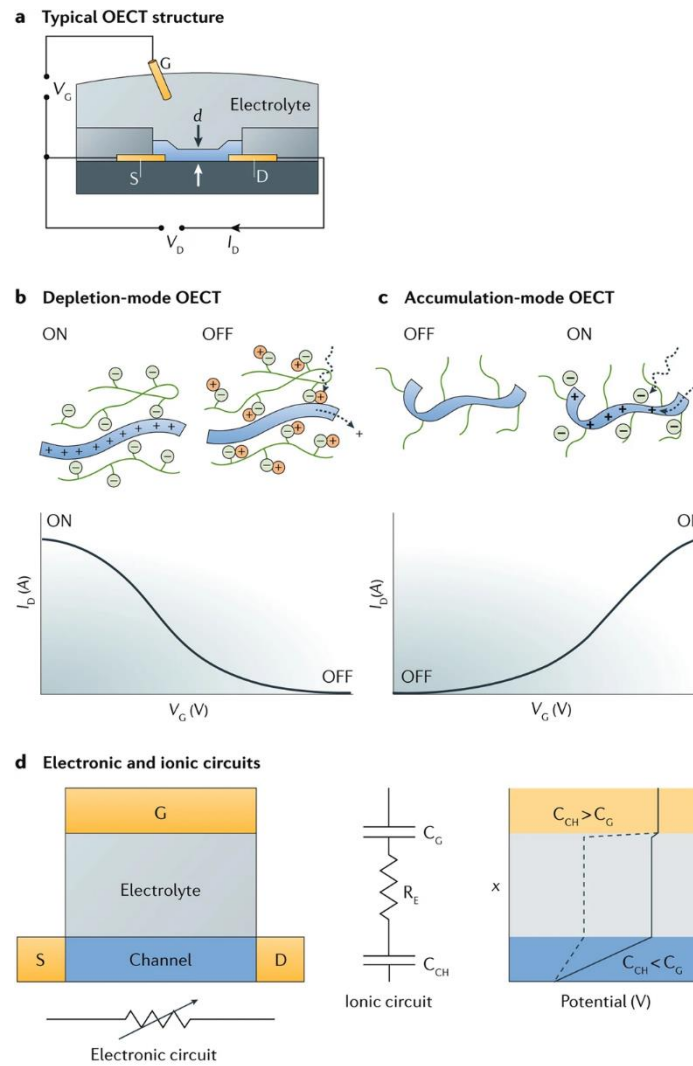 a Typical OECT structure
G
V_G
Electrolyte
d
S
D
V_D
I_D
b Depletion-mode OECT
c Accumulation-mode OECT
ON
OFF
OFF
ON
ON
OFF
I_D (A)
V_G (V)
OFF
I_D (A)
V_G (V)
d Electronic and ionic circuits
G
Electrolyte
S
Channel
D
Electronic circuit
C_G
R_E
C_CH
Ionic circuit
C_CH > C_G
x
C_CH < C_G
Potential (V)